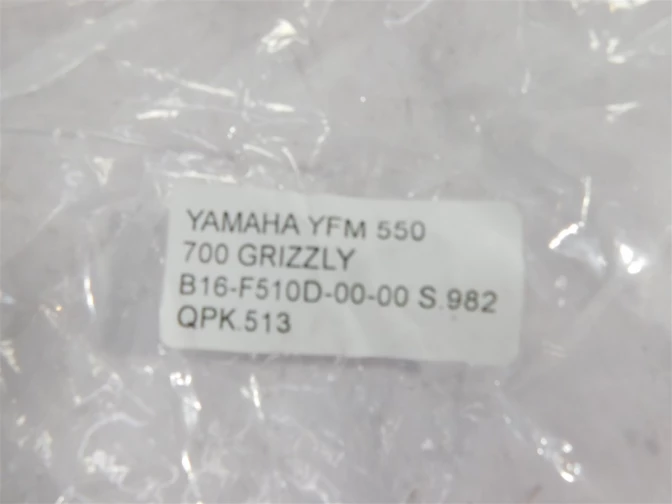 YAMAHA YFM 550
700 GRIZZLY
B16-F510D-00-00 S.982
QPK.513